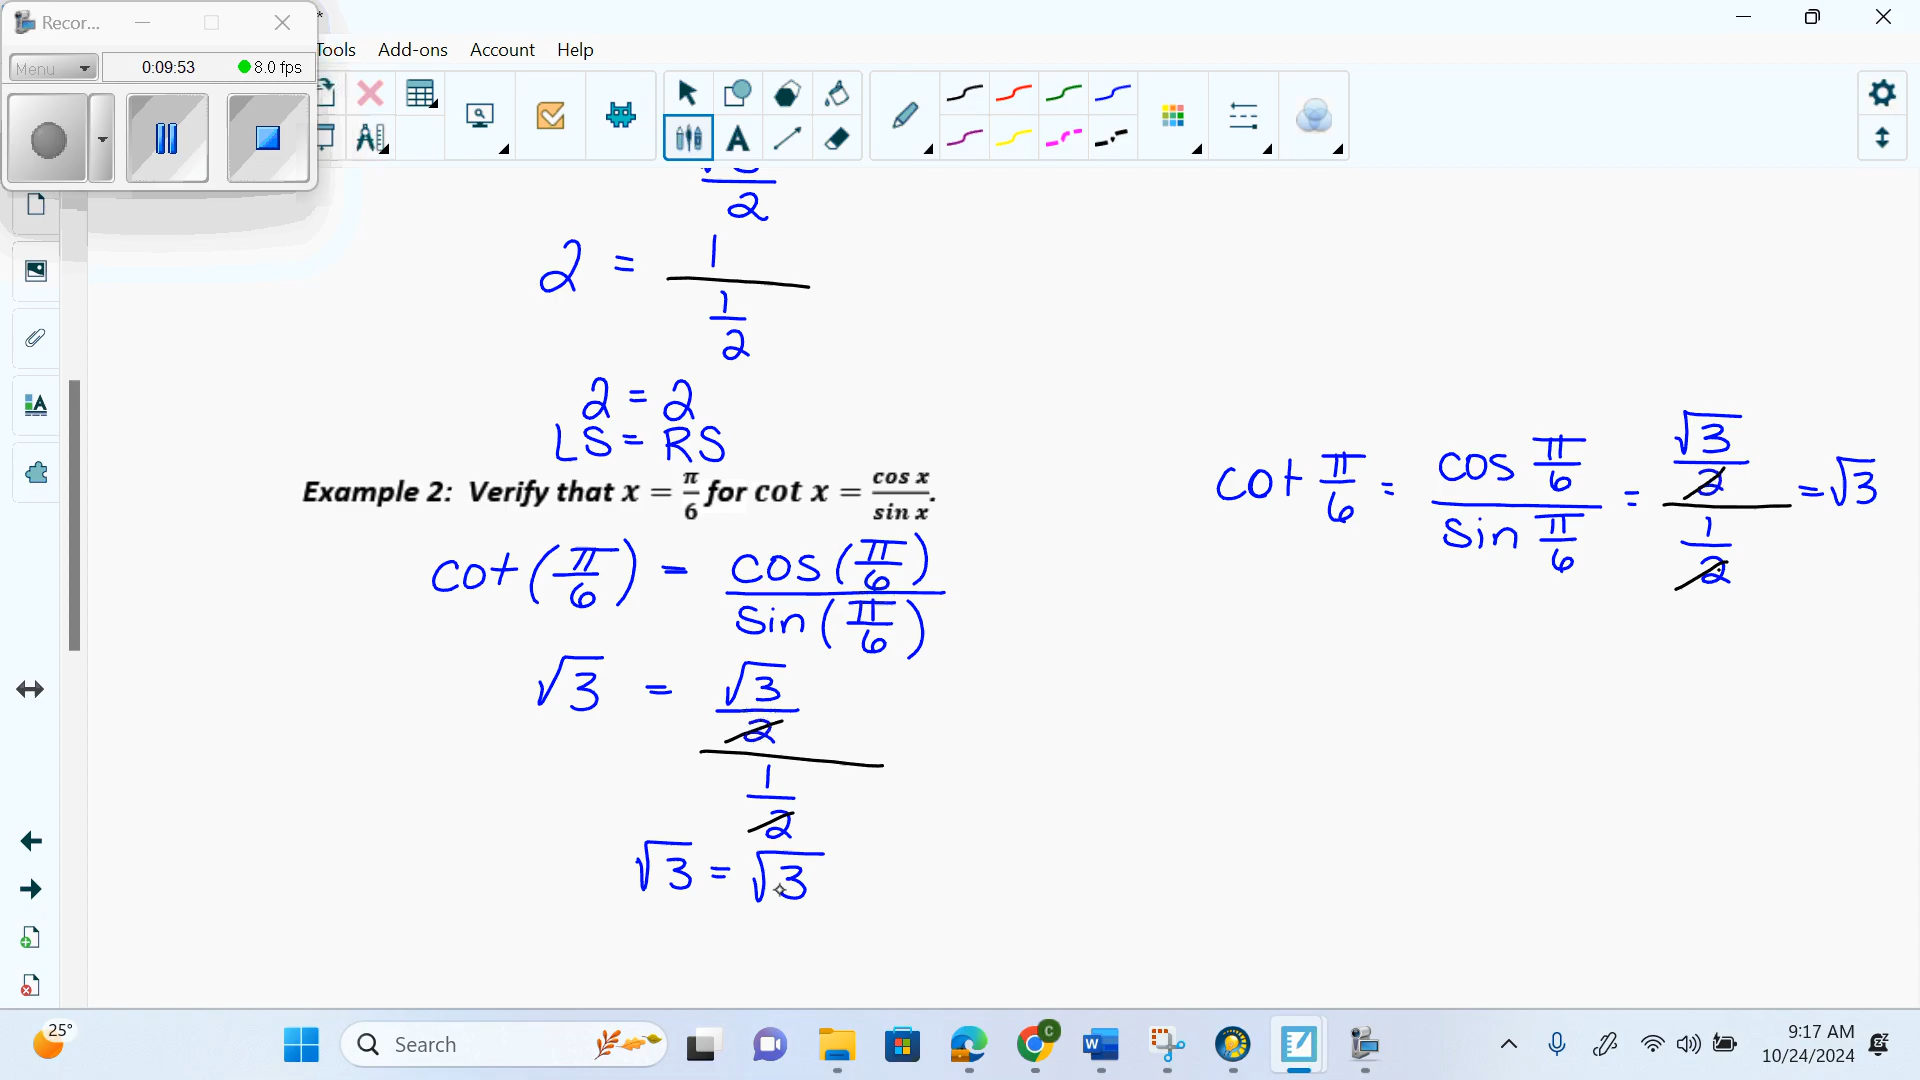 Recor...
Tools Add-ons Account Help
Menu 0:09:53 8.0 fps
2
2 = 1 / (1/2)
2 = 2
LS = RS
Example 2: Verify that x = π/6 for cot x = cos x / sin x.
cot(π/6) = cos(π/6) / sin(π/6)
√3 = (√3/2) / (1/2)
√3 = √3
cot π/6 = cos π/6 / sin π/6 = (√3/2) / (1/2) = √3
25°
Search
C
W
9:17 AM
10/24/2024